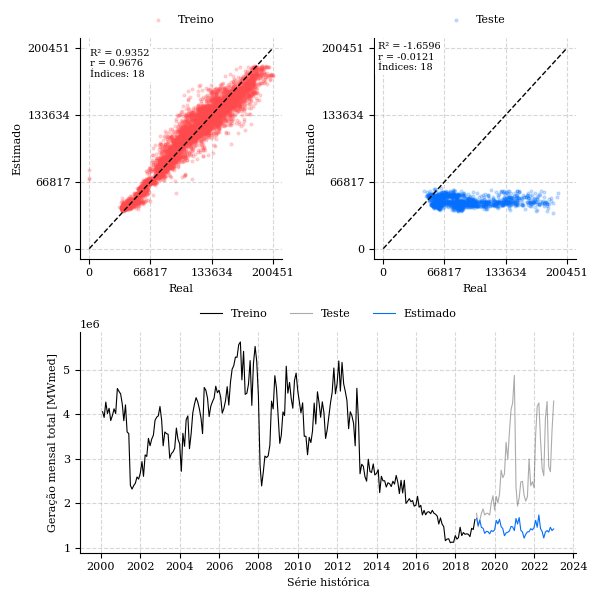 Treino
Teste
R² = 0.9352
r = 0.9676
Índices: 18
R² = -1.6596
r = -0.0121
Índices: 18
200451
133634
66817
0
Estimado
0 66817 133634 200451
Real
200451
133634
66817
0
Estimado
0 66817 133634 200451
Real
Treino Teste Estimado
1e6
5
4
3
2
1
Geração mensal total [MWmed]
2000 2002 2004 2006 2008 2010 2012 2014 2016 2018 2020 2022 2024
Série histórica